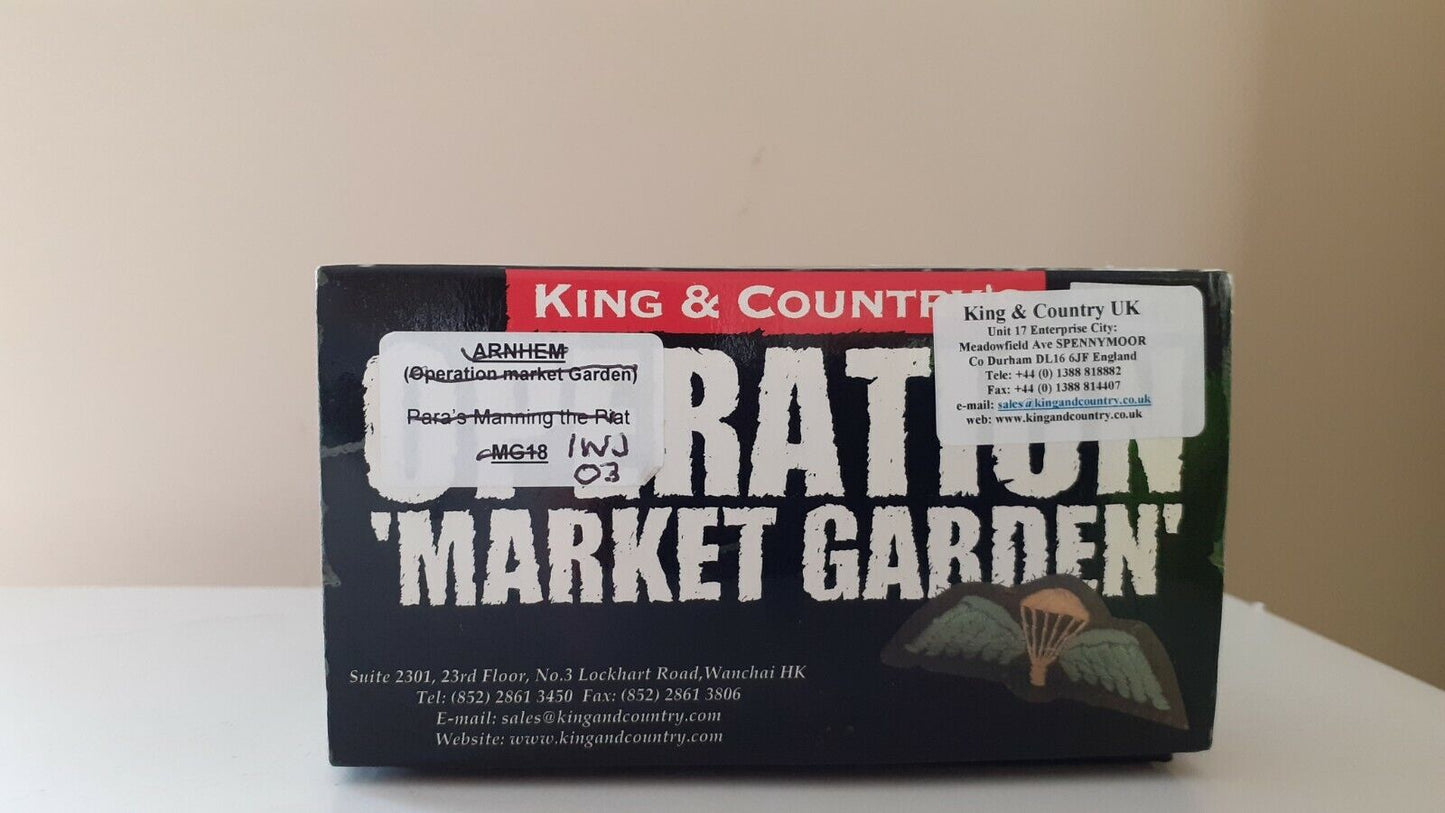 KING & COUNTRY'S
ARNHEM
(Operation market Garden)
Para's Manning the Piat
MG18 IWJ
03
King & Country UK
Unit 17 Enterprise City:
Meadowfield Ave SPENNYMOOR
Co Durham DL16 6JF England
Tele: +44 (0) 1388 818882
Fax: +44 (0) 1388 814407
e-mail: sales@kingandcountry.co.uk
web: www.kingandcountry.co.uk
OPERATION
'MARKET GARDEN'
Suite 2301, 23rd Floor, No.3 Lockhart Road,Wanchai HK
Tel: (852) 2861 3450 Fax: (852) 2861 3806
E-mail: sales@kingandcountry.com
Website: www.kingandcountry.com